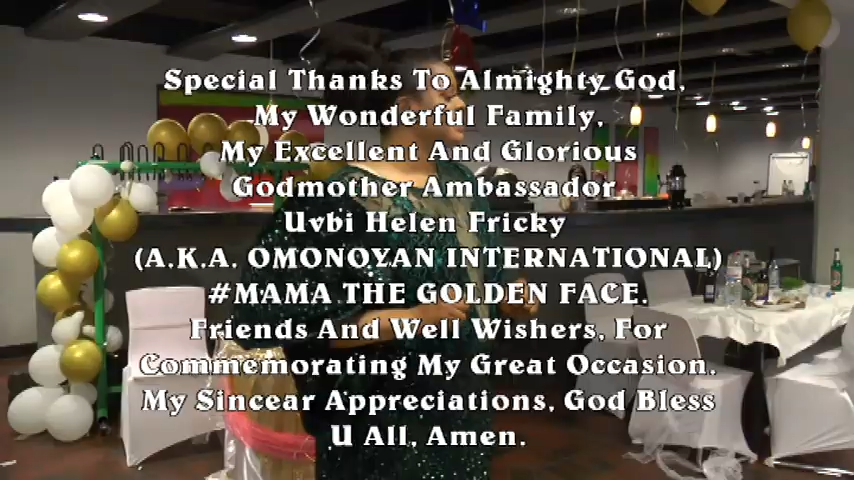 Special Thanks To Almighty God,
My Wonderful Family,
My Excellent And Glorious
Godmother Ambassador
Uvbi Helen Fricky
(A.K.A. OMONOYAN INTERNATIONAL)
#MAMA THE GOLDEN FACE.
Friends And Well Wishers, For
Commemorating My Great Occasion.
My Sincear Appreciations, God Bless
U All, Amen.